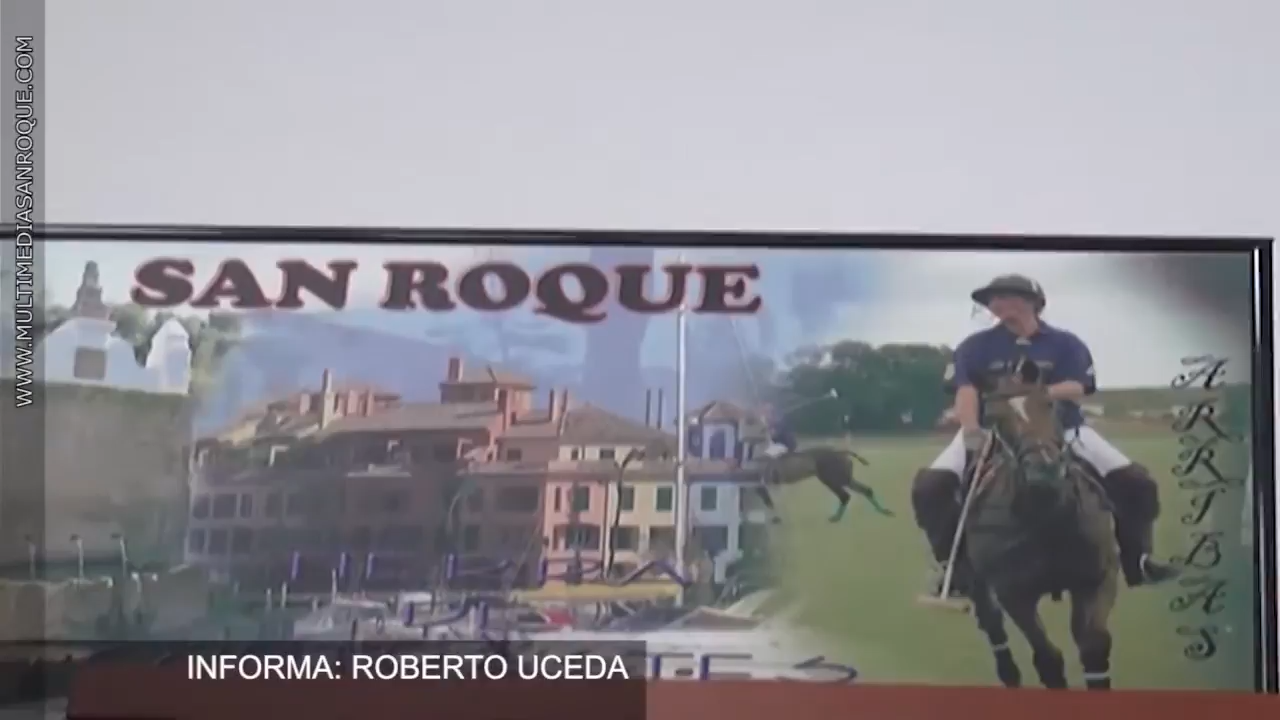 WWW.MULTIMEDIASANROQUE.COM
SAN ROQUE
ARRIBAS
INFORMA: ROBERTO UCEDA